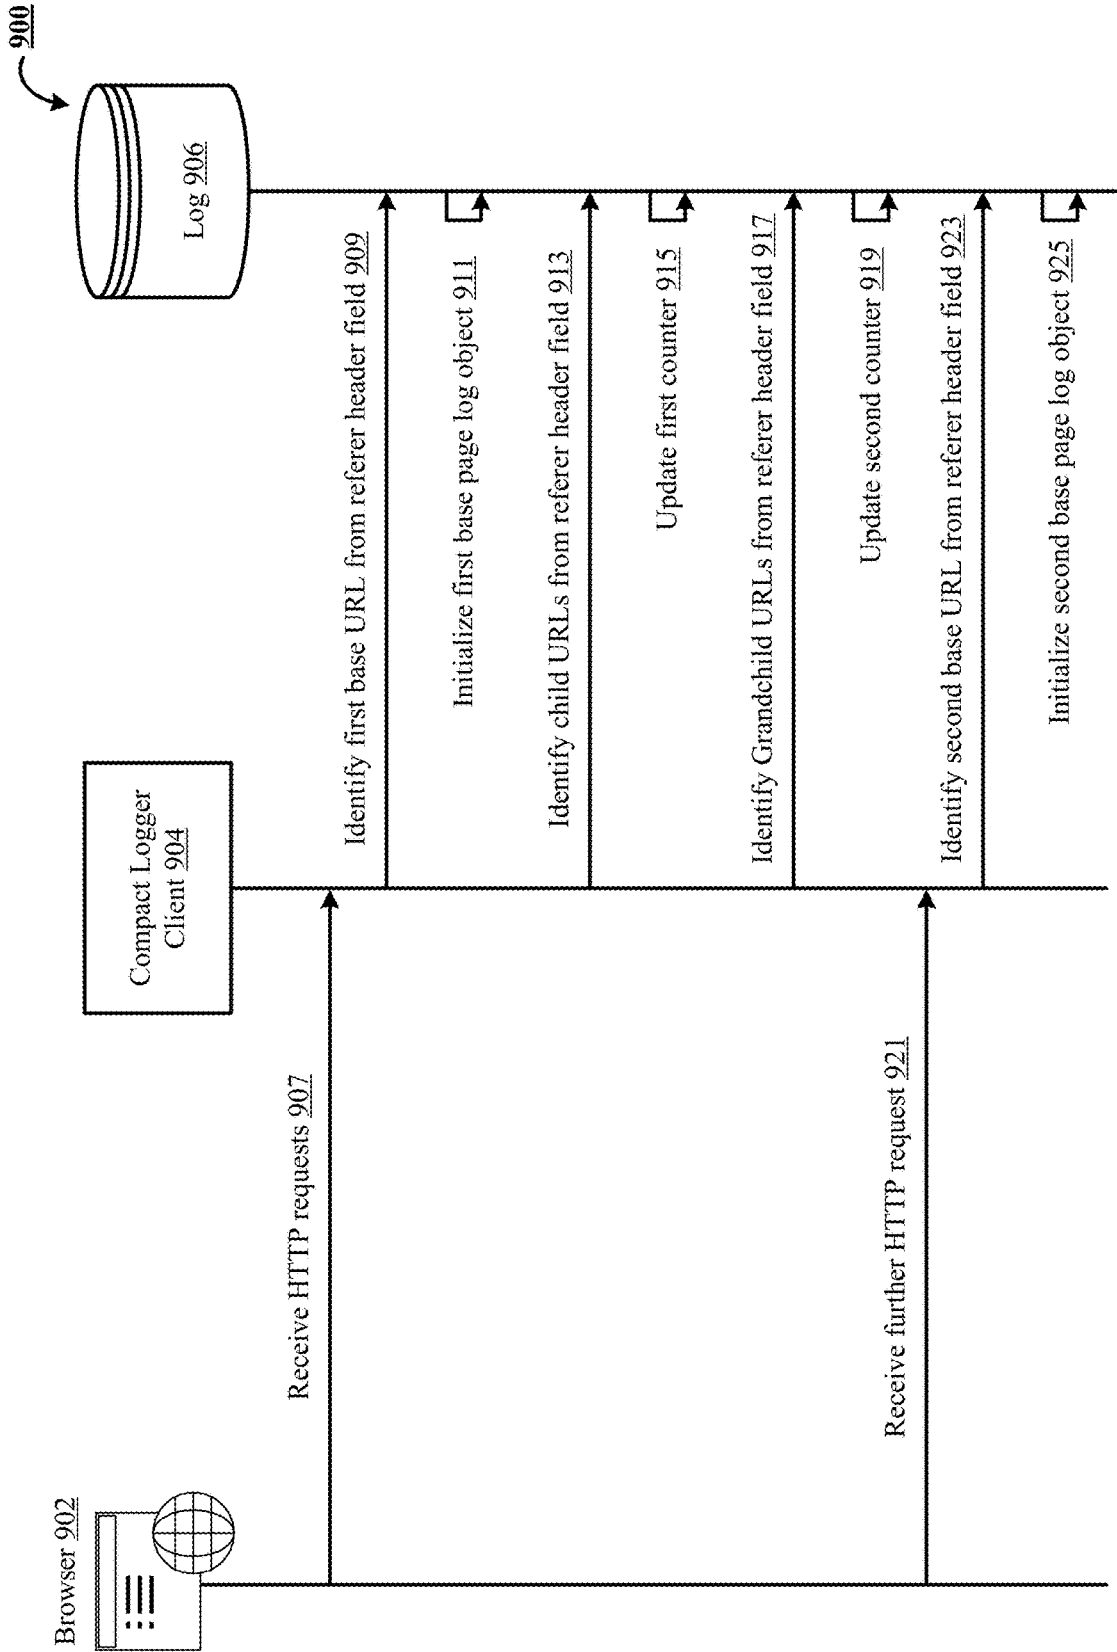 900
Browser 902
Compact Logger
Client 904
Log 906
Receive HTTP requests 907
Identify first base URL from referer header field 909
Initialize first base page log object 911
Identify child URLs from referer header field 913
Update first counter 915
Identify Grandchild URLs from referer header field 917
Update second counter 919
Receive further HTTP request 921
Identify second base URL from referer header field 923
Initialize second base page log object 925